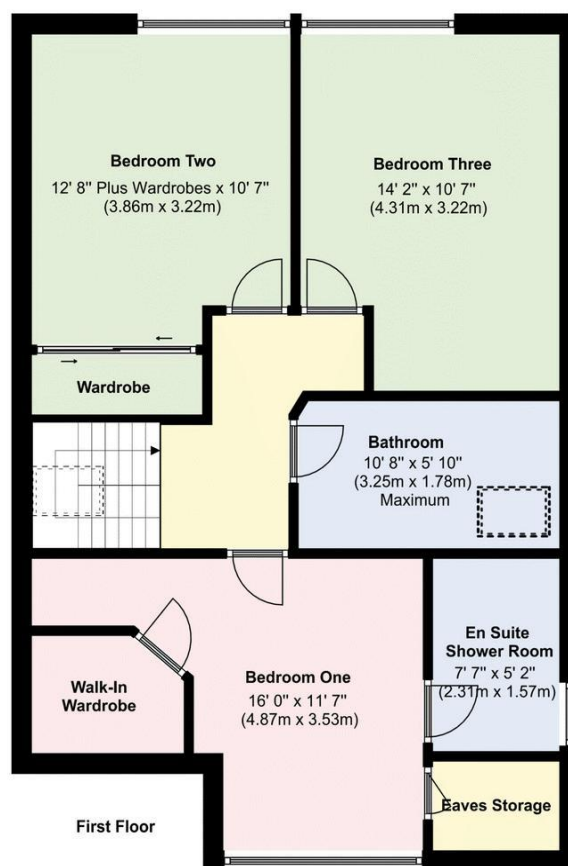 Bedroom Two
12' 8" Plus Wardrobes x 10' 7"
(3.86m x 3.22m)
Bedroom Three
14' 2" x 10' 7"
(4.31m x 3.22m)
Wardrobe
Bathroom
10' 8" x 5' 10"
(3.25m x 1.78m)
Maximum
En Suite
Shower Room
7' 7" x 5' 2"
(2.31m x 1.57m)
Walk-In
Wardrobe
Bedroom One
16' 0" x 11' 7"
(4.87m x 3.53m)
Eaves Storage
First Floor